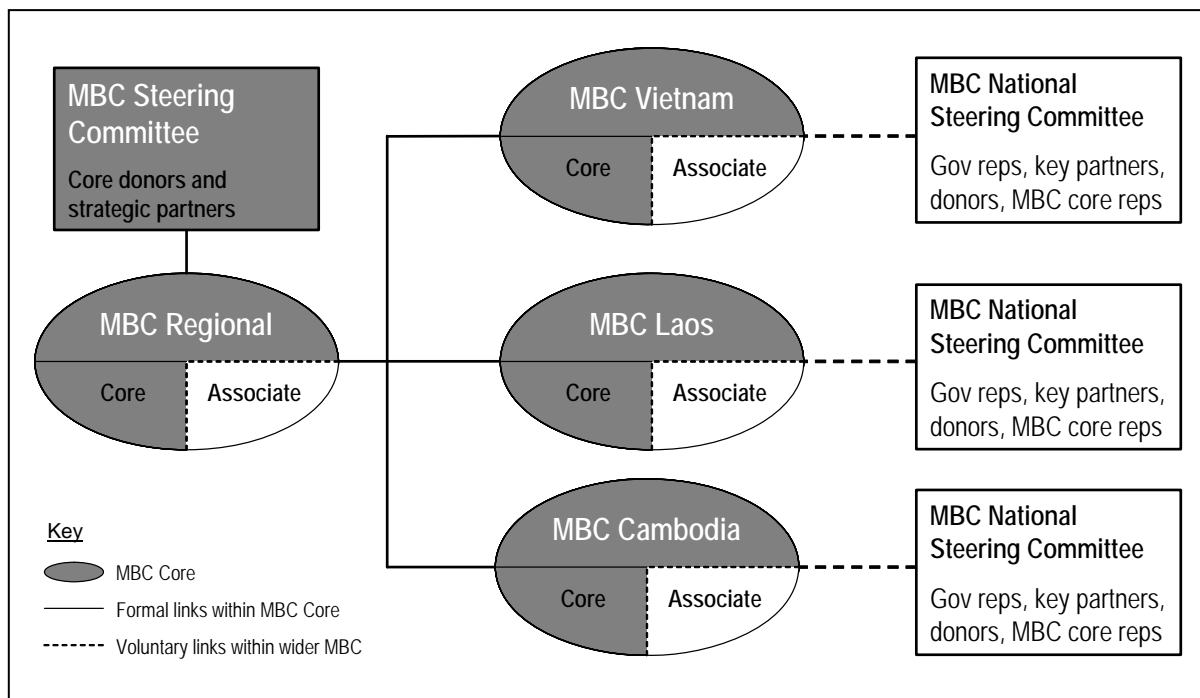 MBC Steering
Committee
Core donors and
strategic partners
MBC Regional
Core
Associate
MBC Vietnam
Core
Associate
MBC National
Steering Committee
Gov reps, key partners,
donors, MBC core reps
MBC Laos
Core
Associate
MBC National
Steering Committee
Gov reps, key partners,
donors, MBC core reps
MBC Cambodia
Core
Associate
MBC National
Steering Committee
Gov reps, key partners,
donors, MBC core reps
Key
MBC Core
Formal links within MBC Core
Voluntary links within wider MBC